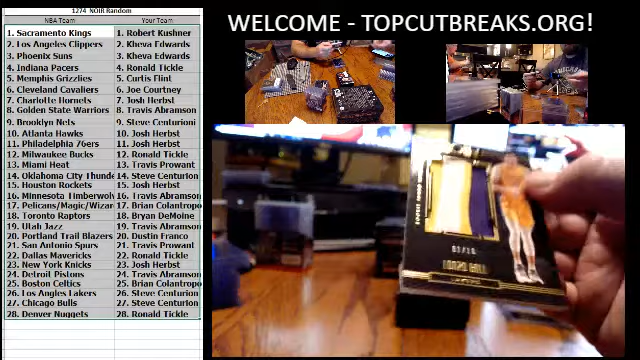 1274 NOIR Random
NBA Team Your Team
1. Sacramento Kings 1. Robert Kushner
2. Los Angeles Clippers 2. Kheva Edwards
3. Phoenix Suns 3. Kheva Edwards
4. Indiana Pacers 4. Ronald Tickle
5. Memphis Grizzlies 5. Curtis Flint
6. Cleveland Cavaliers 6. Joe Courtney
7. Charlotte Hornets 7. Josh Herbst
8. Golden State Warriors 8. Travis Abramson
9. Brooklyn Nets 9. Steve Centurioni
10. Atlanta Hawks 10. Josh Herbst
11. Philadelphia 76ers 11. Josh Herbst
12. Milwaukee Bucks 12. Ronald Tickle
13. Miami Heat 13. Travis Prowant
14. Oklahoma City Thunde 14. Steve Centurion
15. Houston Rockets 15. Josh Herbst
16. Minnesota Timberwolv 16. Travis Abramson
17. Pelicans/Magic/Wizar 17. Brian Colantropo
18. Toronto Raptors 18. Bryan DeMoine
19. Utah Jazz 19. Travis Abramson
20. Portland Trail Blazers 20. Dustin Franco
21. San Antonio Spurs 21. Travis Prowant
22. Dallas Mavericks 22. Ronald Tickle
23. New York Knicks 23. Josh Herbst
24. Detroit Pistons 24. Travis Abramson
25. Boston Celtics 25. Brian Colantropo
26. Los Angles Lakers 26. Steve Centurion
27. Chicago Bulls 27. Steve Centurion
28. Denver Nuggets 28. Ronald Tickle
WELCOME - TOPCUTBREAKS.ORG!